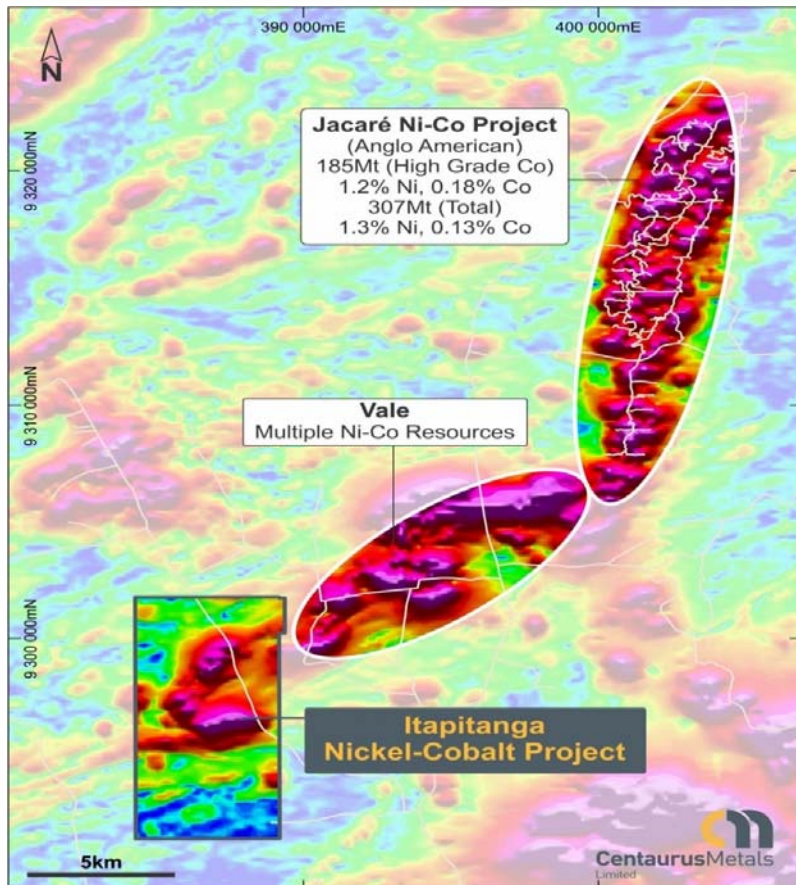 390 000mE
400 000mE
N
Jacaré Ni-Co Project
(Anglo American)
185Mt (High Grade Co)
1.2% Ni, 0.18% Co
307Mt (Total)
1.3% Ni, 0.13% Co
9 320 000mN
9 310 000mN
Vale
Multiple Ni-Co Resources
9 300 000mN
Itapitanga
Nickel-Cobalt Project
5km
CentaurusMetals
Limited